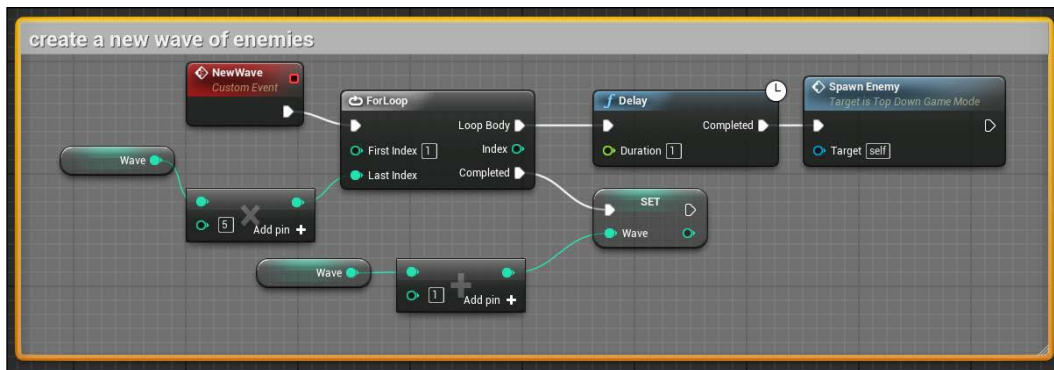 create a new wave of enemies
NewWave
Custom Event
ForLoop
Loop Body
First Index 1
Index
Last Index
Completed
f Delay
Completed
Duration 1
Spawn Enemy
Target is Top Down Game Mode
Target self
Wave
5
×
Add pin +
SET
Wave
Wave
1
+
Add pin +